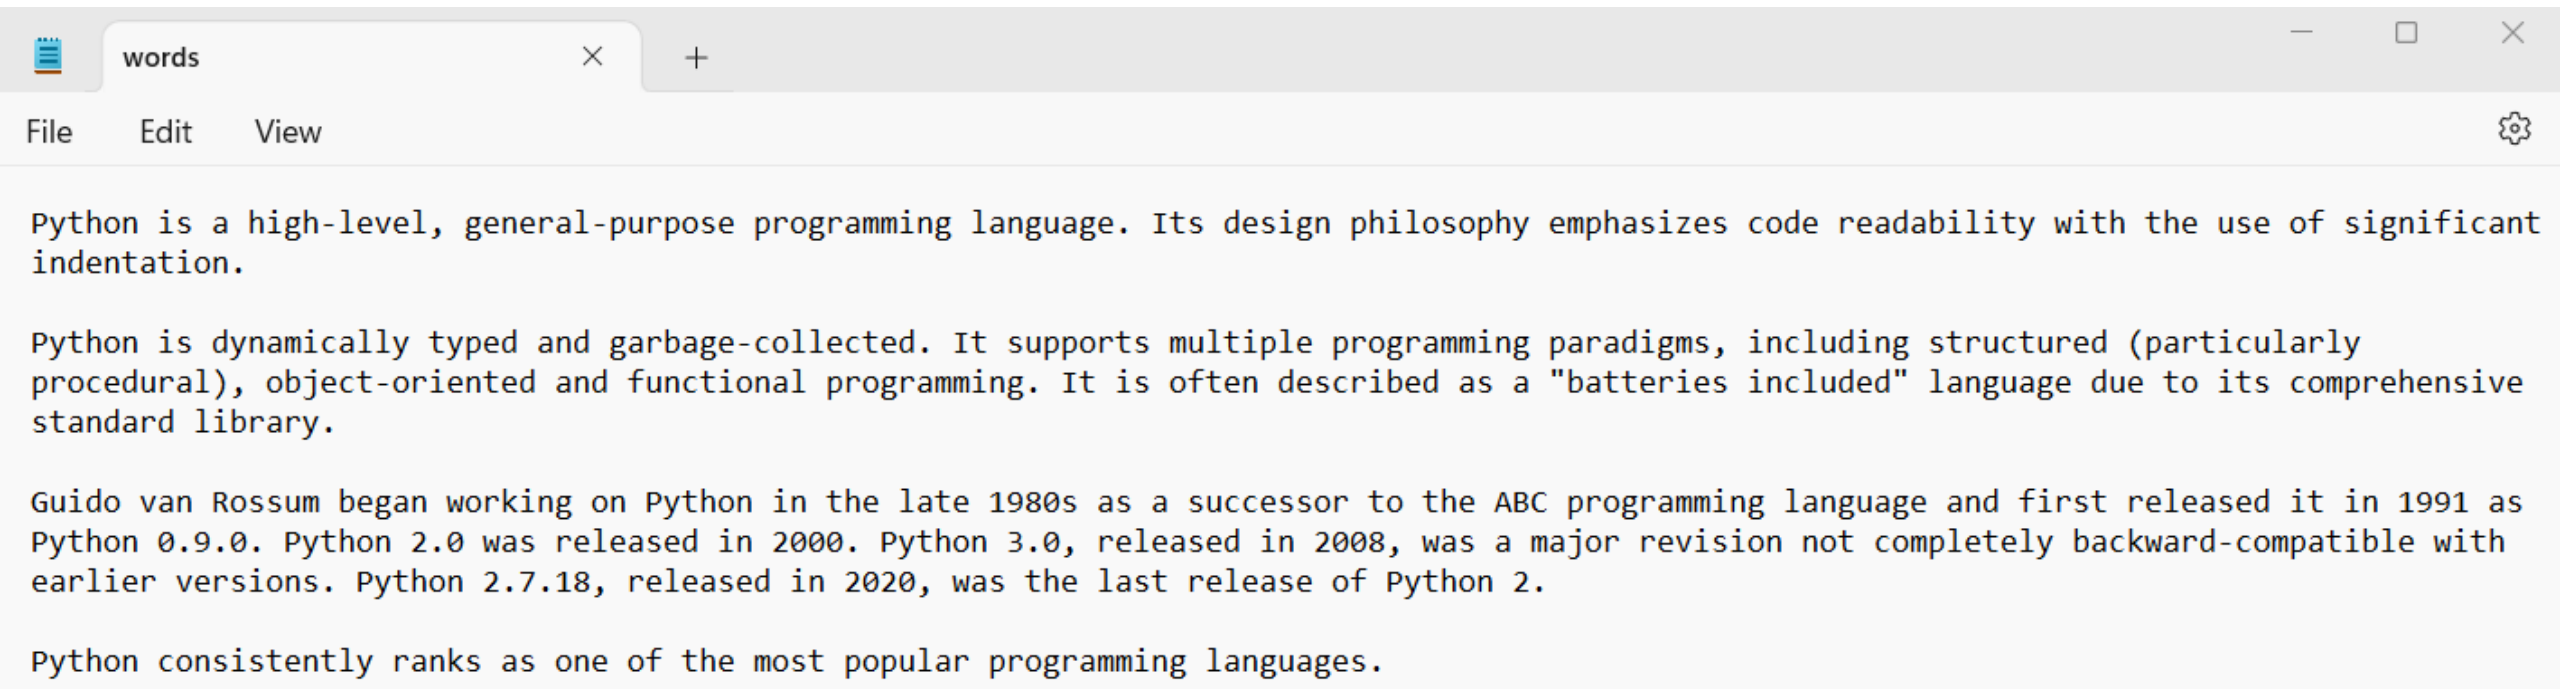 words
File Edit View
Python is a high-level, general-purpose programming language. Its design philosophy emphasizes code readability with the use of significant
indentation.
Python is dynamically typed and garbage-collected. It supports multiple programming paradigms, including structured (particularly
procedural), object-oriented and functional programming. It is often described as a "batteries included" language due to its comprehensive
standard library.
Guido van Rossum began working on Python in the late 1980s as a successor to the ABC programming language and first released it in 1991 as
Python 0.9.0. Python 2.0 was released in 2000. Python 3.0, released in 2008, was a major revision not completely backward-compatible with
earlier versions. Python 2.7.18, released in 2020, was the last release of Python 2.
Python consistently ranks as one of the most popular programming languages.